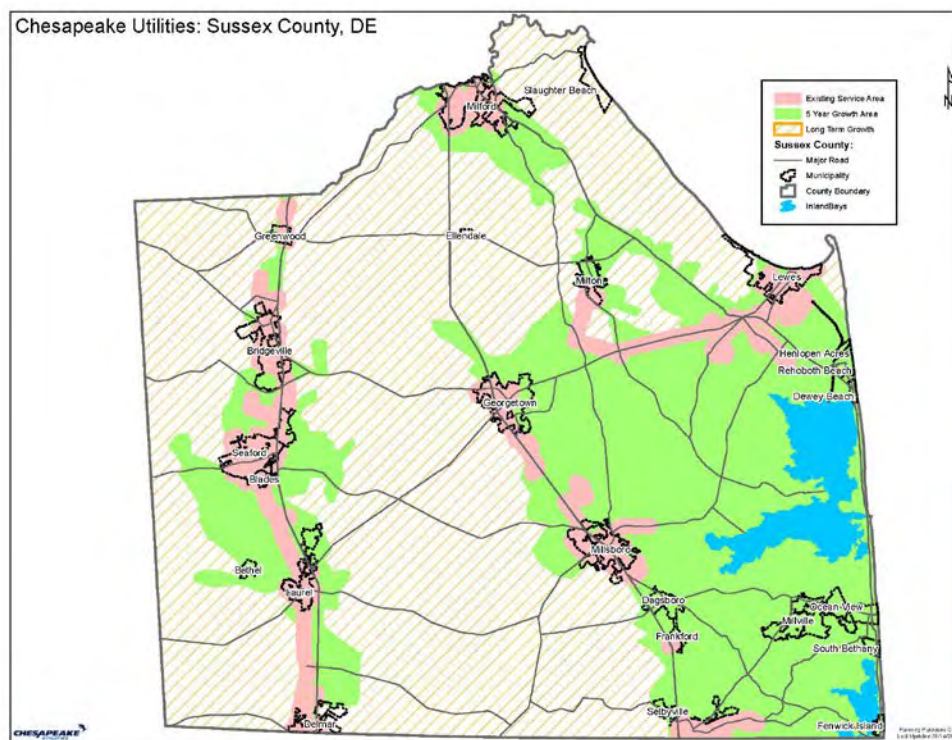 Chesapeake Utilities: Sussex County, DE
Existing Service Area
5 Year Growth Area
Long Term Growth
Sussex County:
Major Road
Municipality
County Boundary
InlandBays
Slaughter Beach
Milford
Greenwood
Ellendale
Milton
Lewes
Bridgeville
Henlopen Acres
Rehoboth Beach
Dewey Beach
Georgetown
Seaford
Blades
Millsboro
Bethel
Laurel
Dagsboro
Ocean View
Millville
Frankford
South Bethany
Selbyville
Delmar
Fenwick Island
CHESAPEAKE